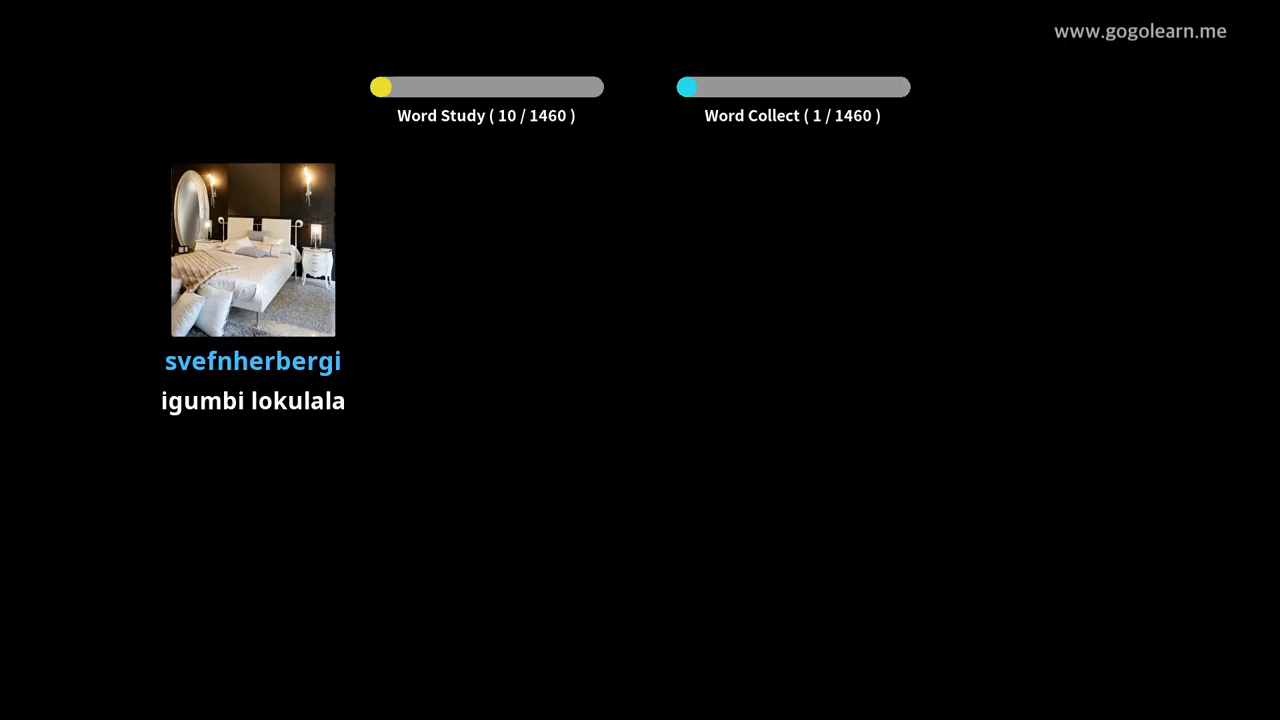 www.gogolearn.me
Word Study ( 10 / 1460 )
Word Collect ( 1 / 1460 )
svefnherbergi
igumbi lokulala